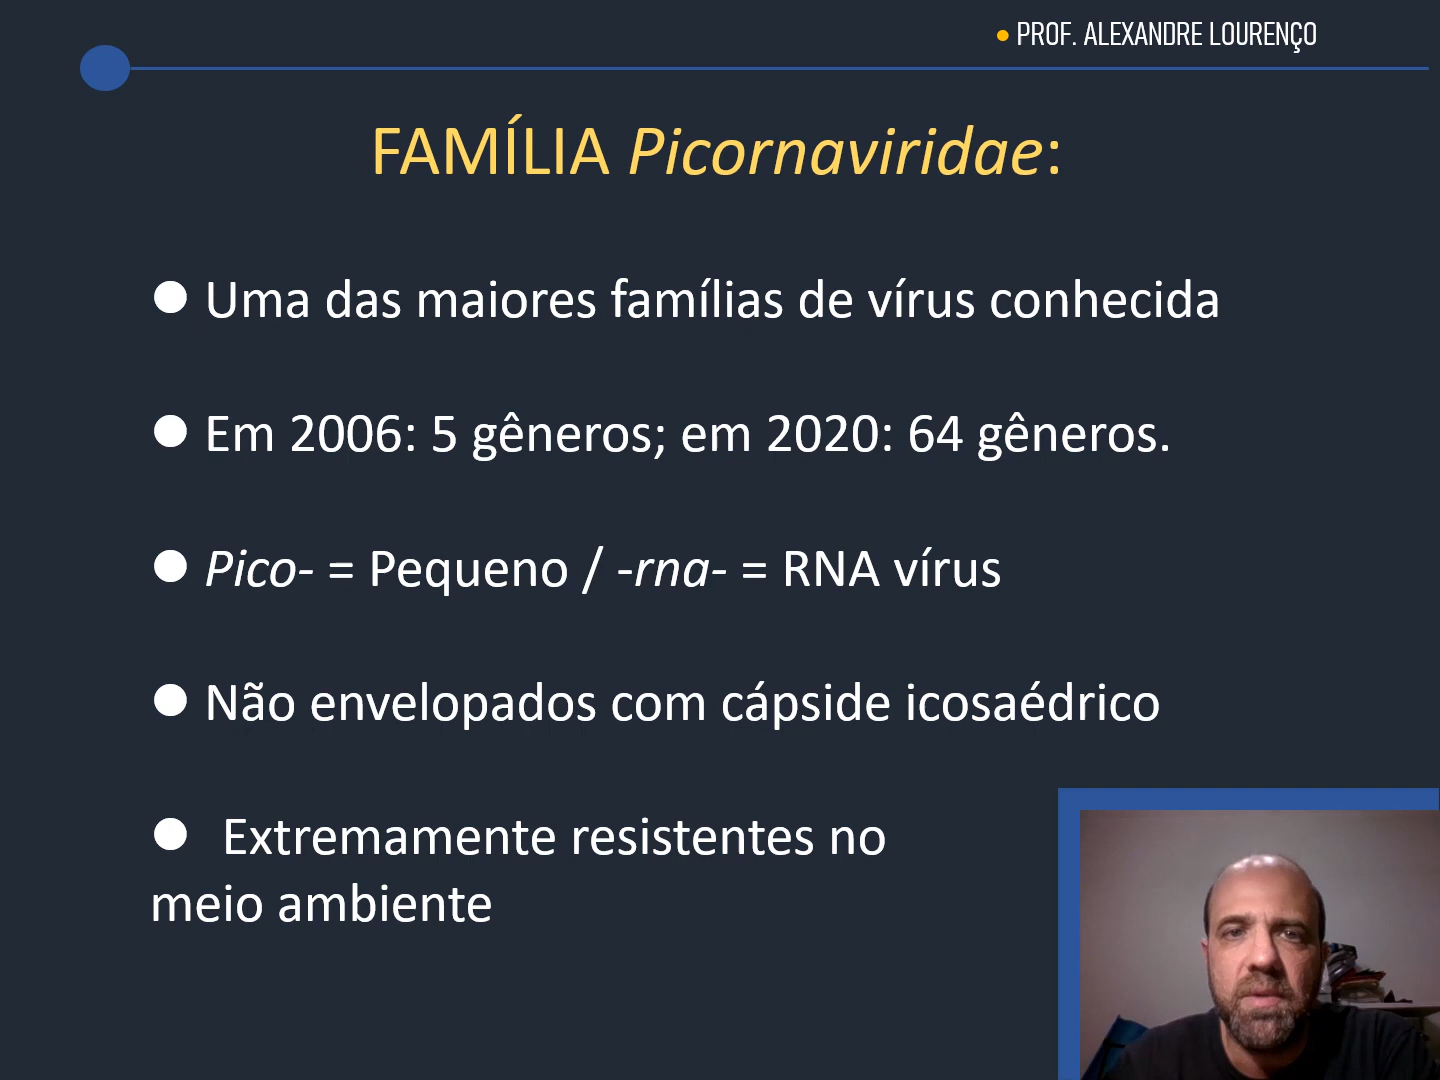 PROF. ALEXANDRE LOURENÇO
FAMÍLIA Picornaviridae:
Uma das maiores famílias de vírus conhecida
Em 2006: 5 gêneros; em 2020: 64 gêneros.
Pico- = Pequeno / -rna- = RNA vírus
Não envelopados com cápside icosaédrico
Extremamente resistentes no
meio ambiente